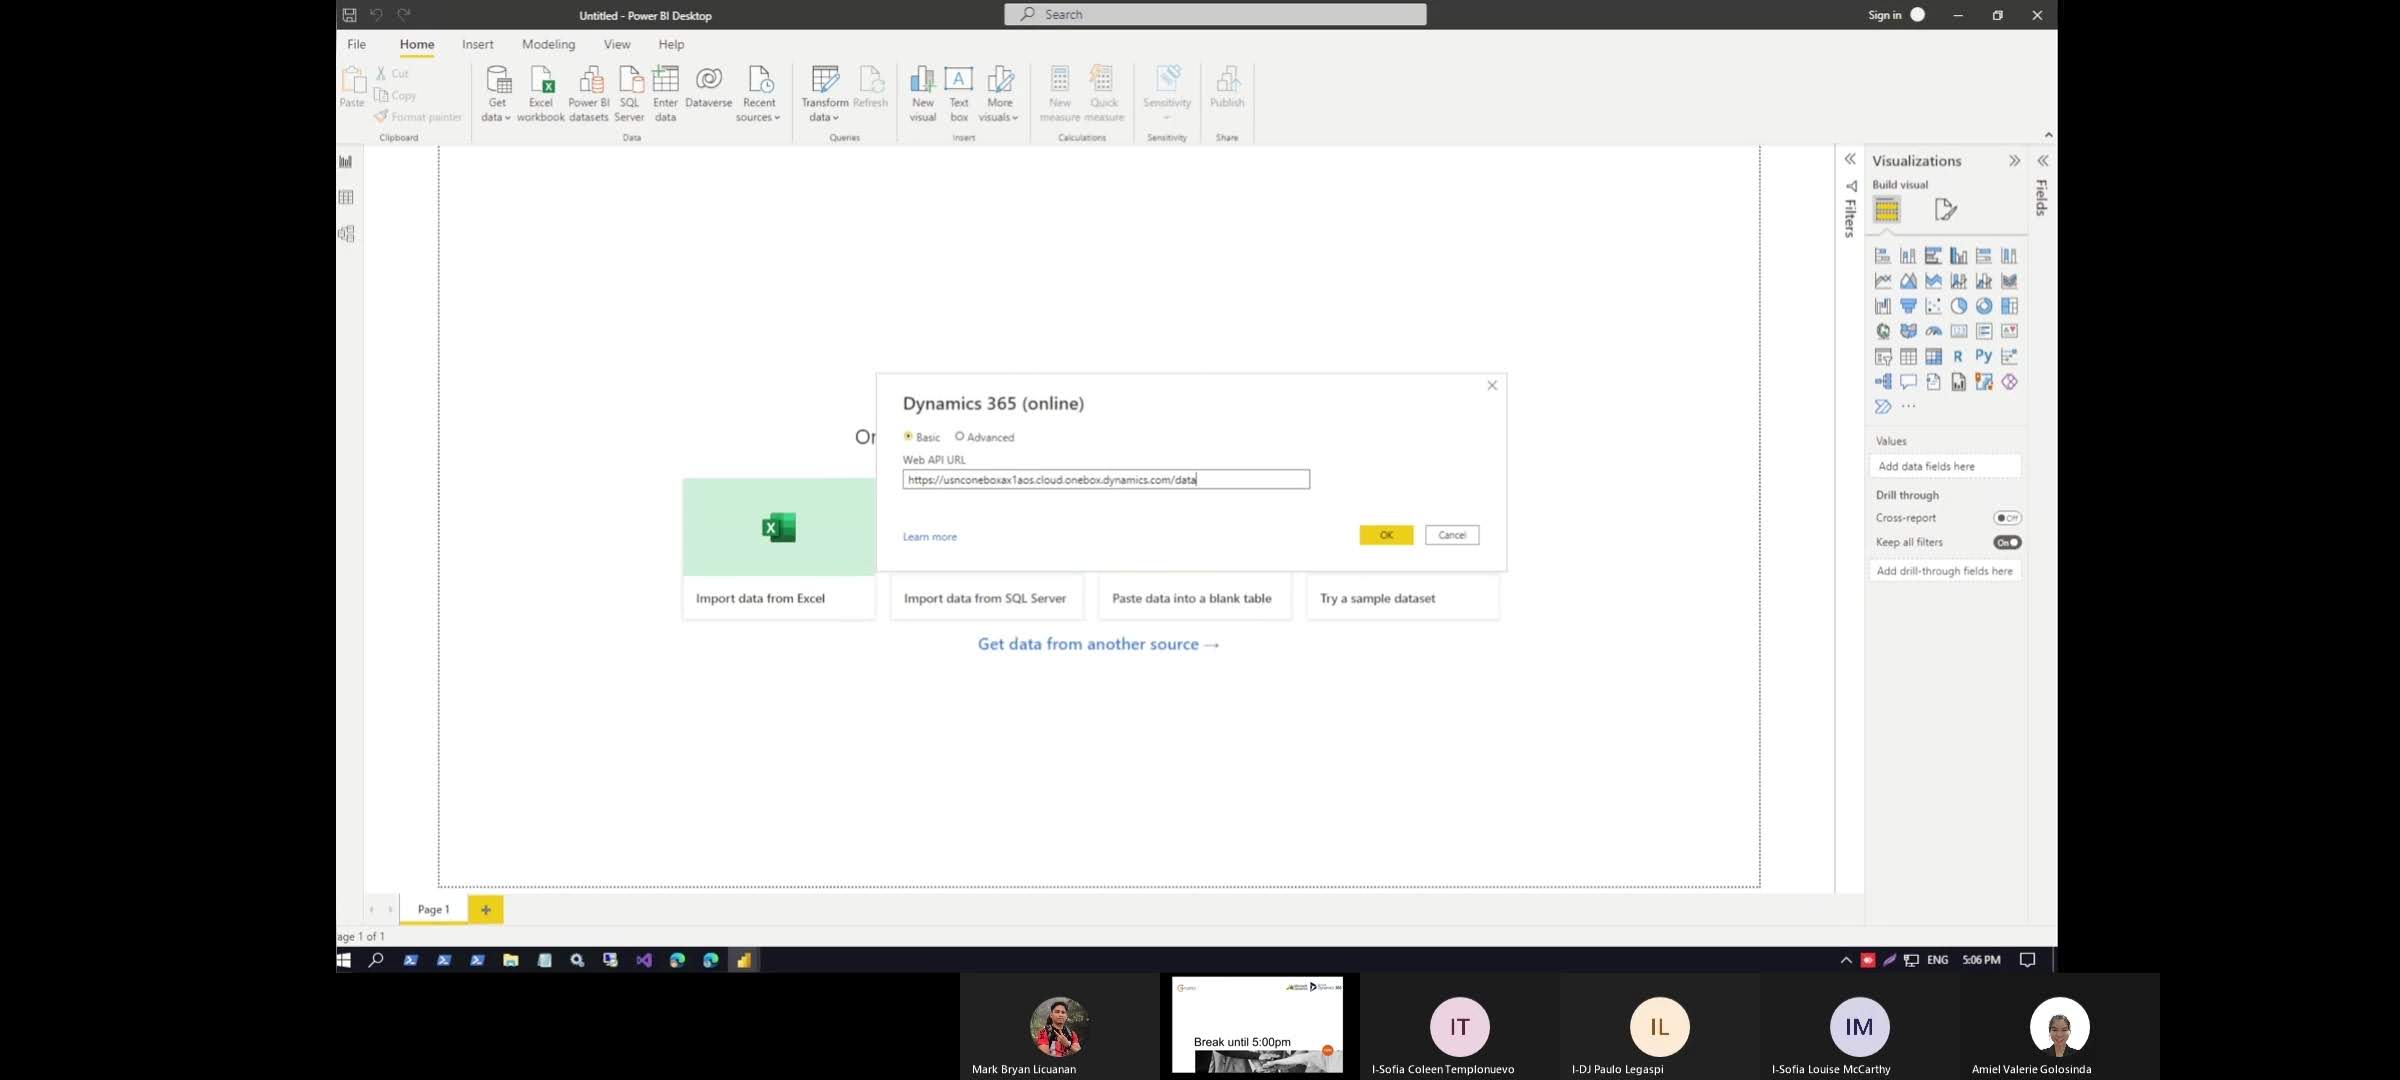 Untitled - Power BI Desktop
Search
Sign in
File Home Insert Modeling View Help
Paste
Cut
Copy
Format painter
Clipboard
Get data
Excel workbook
Power BI datasets
SQL Server
Enter data
Dataverse
Recent sources
Data
Transform data
Refresh
Queries
New visual
Text box
More visuals
Insert
New measure
Quick measure
Calculations
Sensitivity
Sensitivity
Publish
Share
Visualizations
Build visual
Filters
Fields
R
Py
Values
Add data fields here
Drill through
Cross-report
Off
Keep all filters
On
Add drill-through fields here
Or
Dynamics 365 (online)
Basic Advanced
Web API URL
https://usnconeboxax1aos.cloud.onebox.dynamics.com/data
Learn more
OK
Cancel
Import data from Excel
Import data from SQL Server
Paste data into a blank table
Try a sample dataset
Get data from another source →
Page 1
age 1 of 1
ENG
5:06 PM
Mark Bryan Licuanan
Break until 5:00pm
IT
I-Sofia Coleen Templonuevo
IL
I-DJ Paulo Legaspi
IM
I-Sofia Louise McCarthy
Amiel Valerie Golosinda